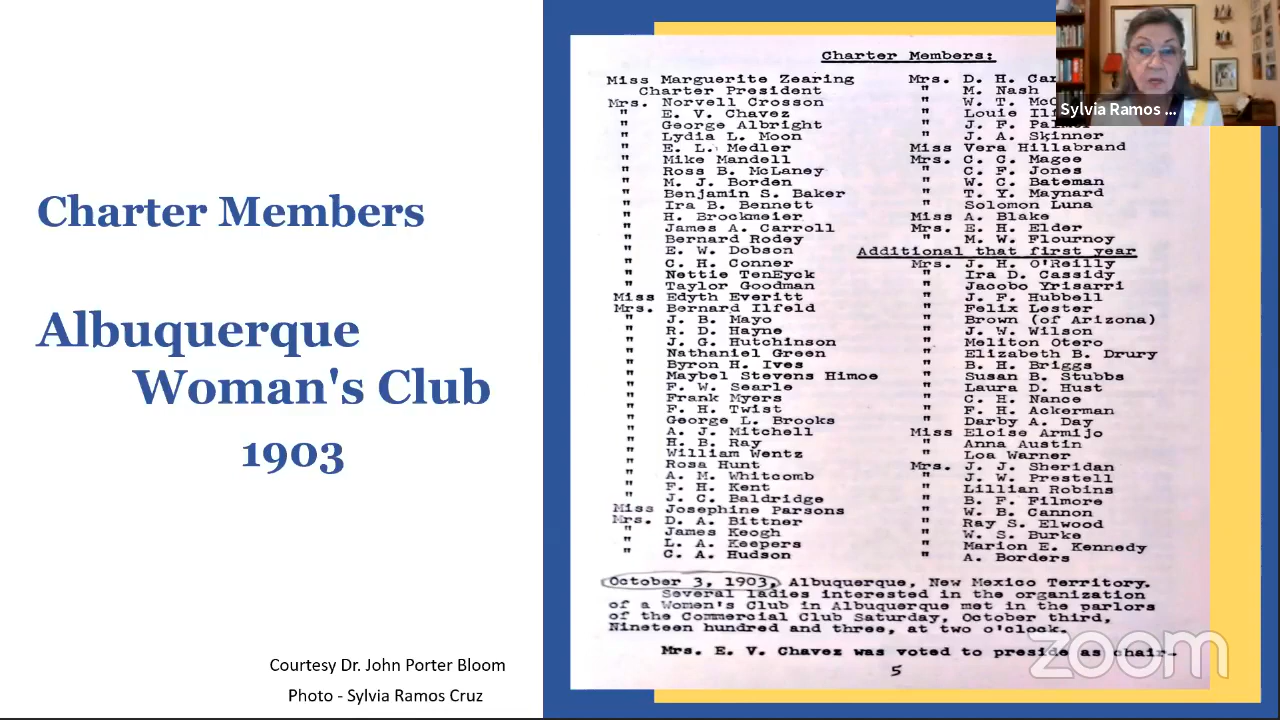 Charter Members
Albuquerque
Woman's Club
1903
Courtesy Dr. John Porter Bloom
Photo - Sylvia Ramos Cruz
Charter Members:
Miss Marguerite Zearing
Charter President
Mrs. Norvell Crosson
" E. V. Chavez
" George Albright
" Lydia L. Moon
" E. L. Medler
" Mike Mandell
" Ross B. McLaney
" M. J. Borden
" Benjamin S. Baker
" Ira B. Bennett
" H. Brockmeier
" James A. Carroll
" Bernard Rodey
" E. W. Dobson
" C. H. Conner
" Nettie TenEyck
" Taylor Goodman
Miss Edyth Everitt
Mrs. Bernard Ilfeld
" J. B. Mayo
" R. D. Hayne
" J. G. Hutchinson
" Nathaniel Green
" Byron H. Ives
" Maybel Stevens Himoe
" F. W. Searle
" Frank Myers
" F. H. Twist
" George L. Brooks
" A. J. Mitchell
" H. B. Ray
" William Wentz
" Rosa Hunt
" A. M. Whitcomb
" F. H. Kent
" J. C. Baldridge
Miss Josephine Parsons
Mrs. D. A. Bittner
" James Keogh
" L. A. Keepers
" C. A. Hudson
Mrs. D. H.
" M. Nash
" W. T.
" Louie
" J. F.
" J. A. Skinner
Miss Vera Hillabrand
Mrs. C. C. Magee
" C. F. Jones
" W. C. Bateman
" T. Y. Maynard
" Solomon Luna
Miss A. Blake
Mrs. E. H. Elder
" M. W. Flournoy
Additional that first year
Mrs. J. H. O'Reilly
" Ira D. Cassidy
" Jacobo Yrisarri
" J. F. Hubbell
" Felix Lester
" Brown (of Arizona)
" J. W. Wilson
" Meliton Otero
" Elizabeth B. Drury
" B. H. Briggs
" Susan B. Stubbs
" Laura D. Hust
" C. H. Nance
" F. H. Ackerman
" Darby A. Day
Miss Eloise Armijo
" Anna Austin
" Loa Warner
Mrs. J. J. Sheridan
" J. W. Prestell
" Lillian Robins
" B. F. Filmore
" W. B. Cannon
" Ray S. Elwood
" W. S. Burke
" Marion E. Kennedy
" A. Borders
October 3, 1903, Albuquerque, New Mexico Territory.
Several ladies interested in the organization
of a Women's Club in Albuquerque met in the parlors
of the Commercial Club Saturday, October third,
Nineteen hundred and three, at two o'clock.
Mrs. E. V. Chavez was voted to preside as chair-
5
Sylvia Ramos ...
zoom